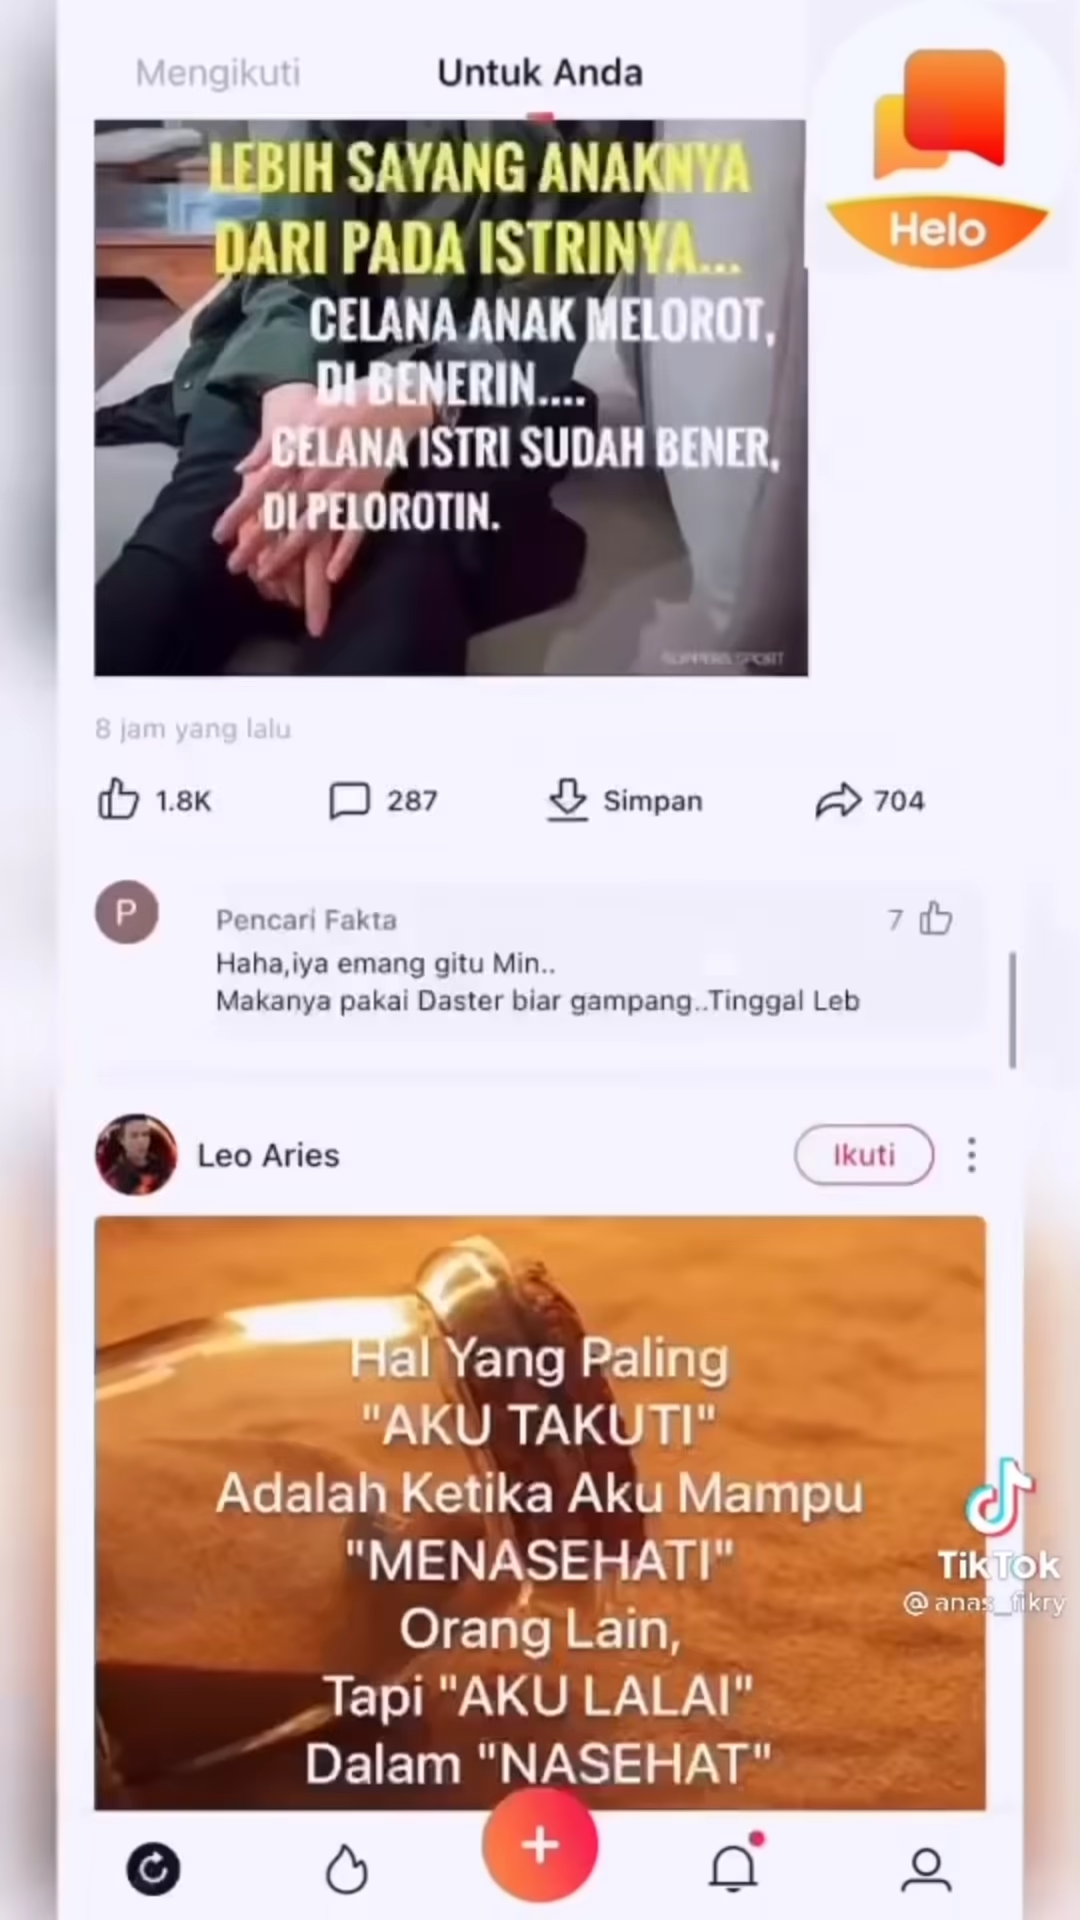 Mengikuti
Untuk Anda
Helo
LEBIH SAYANG ANAKNYA
DARI PADA ISTRINYA...
CELANA ANAK MELOROT,
DI BENERIN....
CELANA ISTRI SUDAH BENER,
DI PELOROTIN.
8 jam yang lalu
1.8K
287
Simpan
704
P
Pencari Fakta
7
Haha,iya emang gitu Min..
Makanya pakai Daster biar gampang..Tinggal Leb
Leo Aries
Ikuti
Hal Yang Paling
"AKU TAKUTI"
Adalah Ketika Aku Mampu
"MENASEHATI"
Orang Lain,
Tapi "AKU LALAI"
Dalam "NASEHAT"
TikTok
@anas_fikry